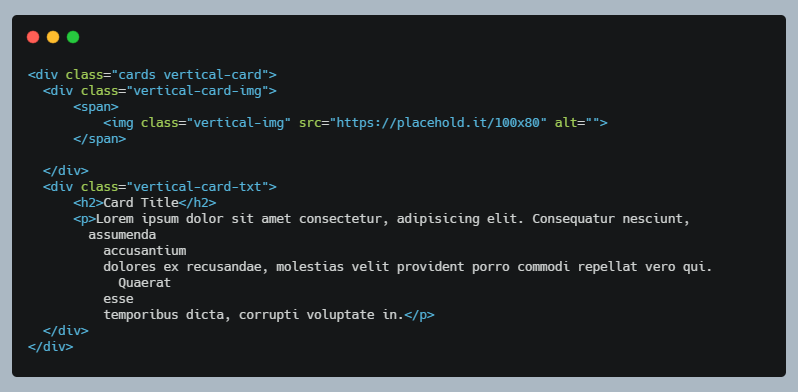 <div class="cards vertical-card">
  <div class="vertical-card-img">
      <span>
          <img class="vertical-img" src="https://placehold.it/100x80" alt="">
      </span>

  </div>
  <div class="vertical-card-txt">
      <h2>Card Title</h2>
      <p>Lorem ipsum dolor sit amet consectetur, adipisicing elit. Consequatur nesciunt,
        assumenda
          accusantium
          dolores ex recusandae, molestias velit provident porro commodi repellat vero qui.
            Quaerat
          esse
          temporibus dicta, corrupti voluptate in.</p>
  </div>
</div>